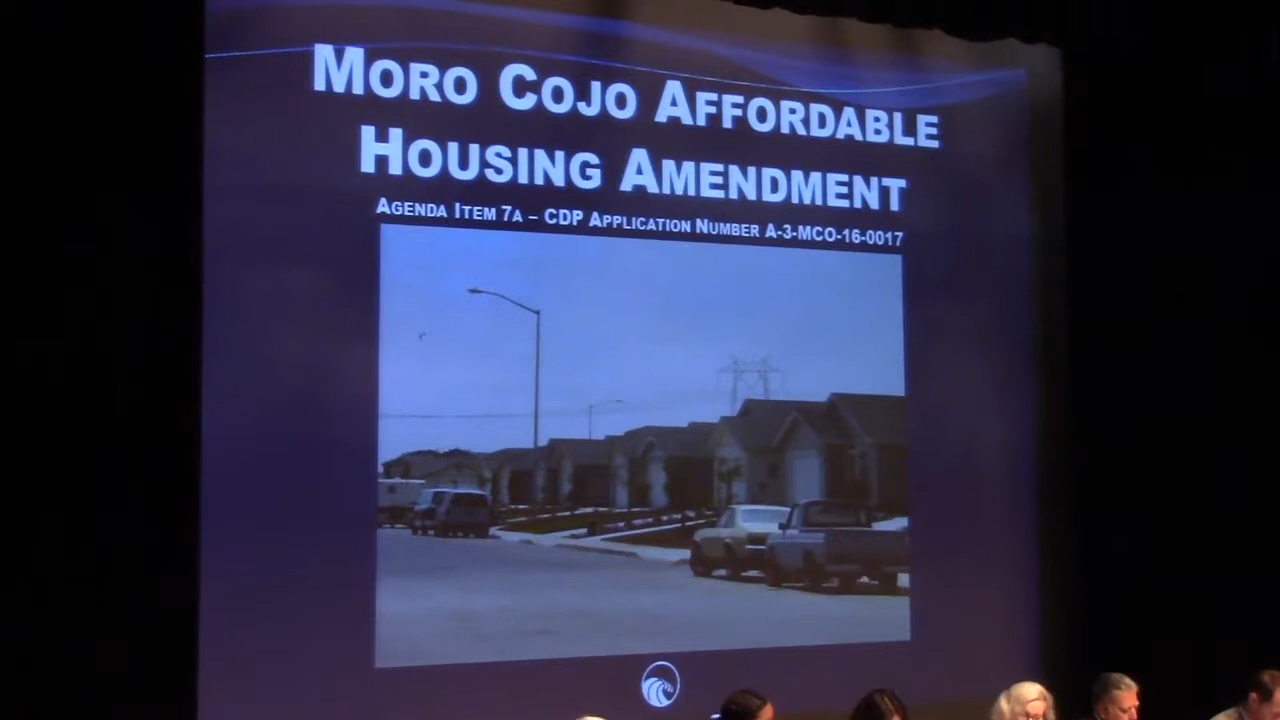 Moro Cojo Affordable
Housing Amendment
Agenda Item 7a – CDP Application Number A-3-MCO-16-0017